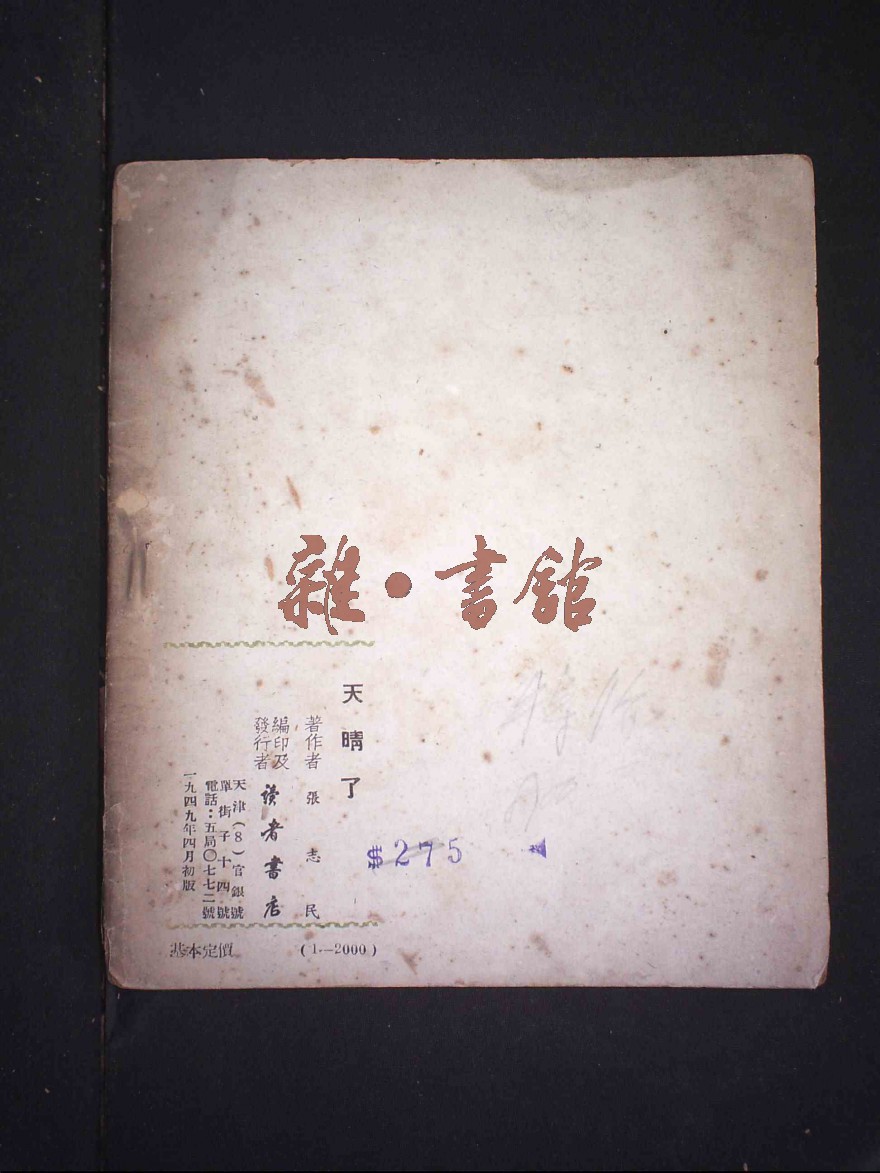 雜·書舘
天晴了
著作者 張志民
編印及
發行者
讀者書店
天津(8)官銀號
單街子十四號
電話：五局〇七七二號
一九四九年四月初版
$275
基本定價 (1—2000)